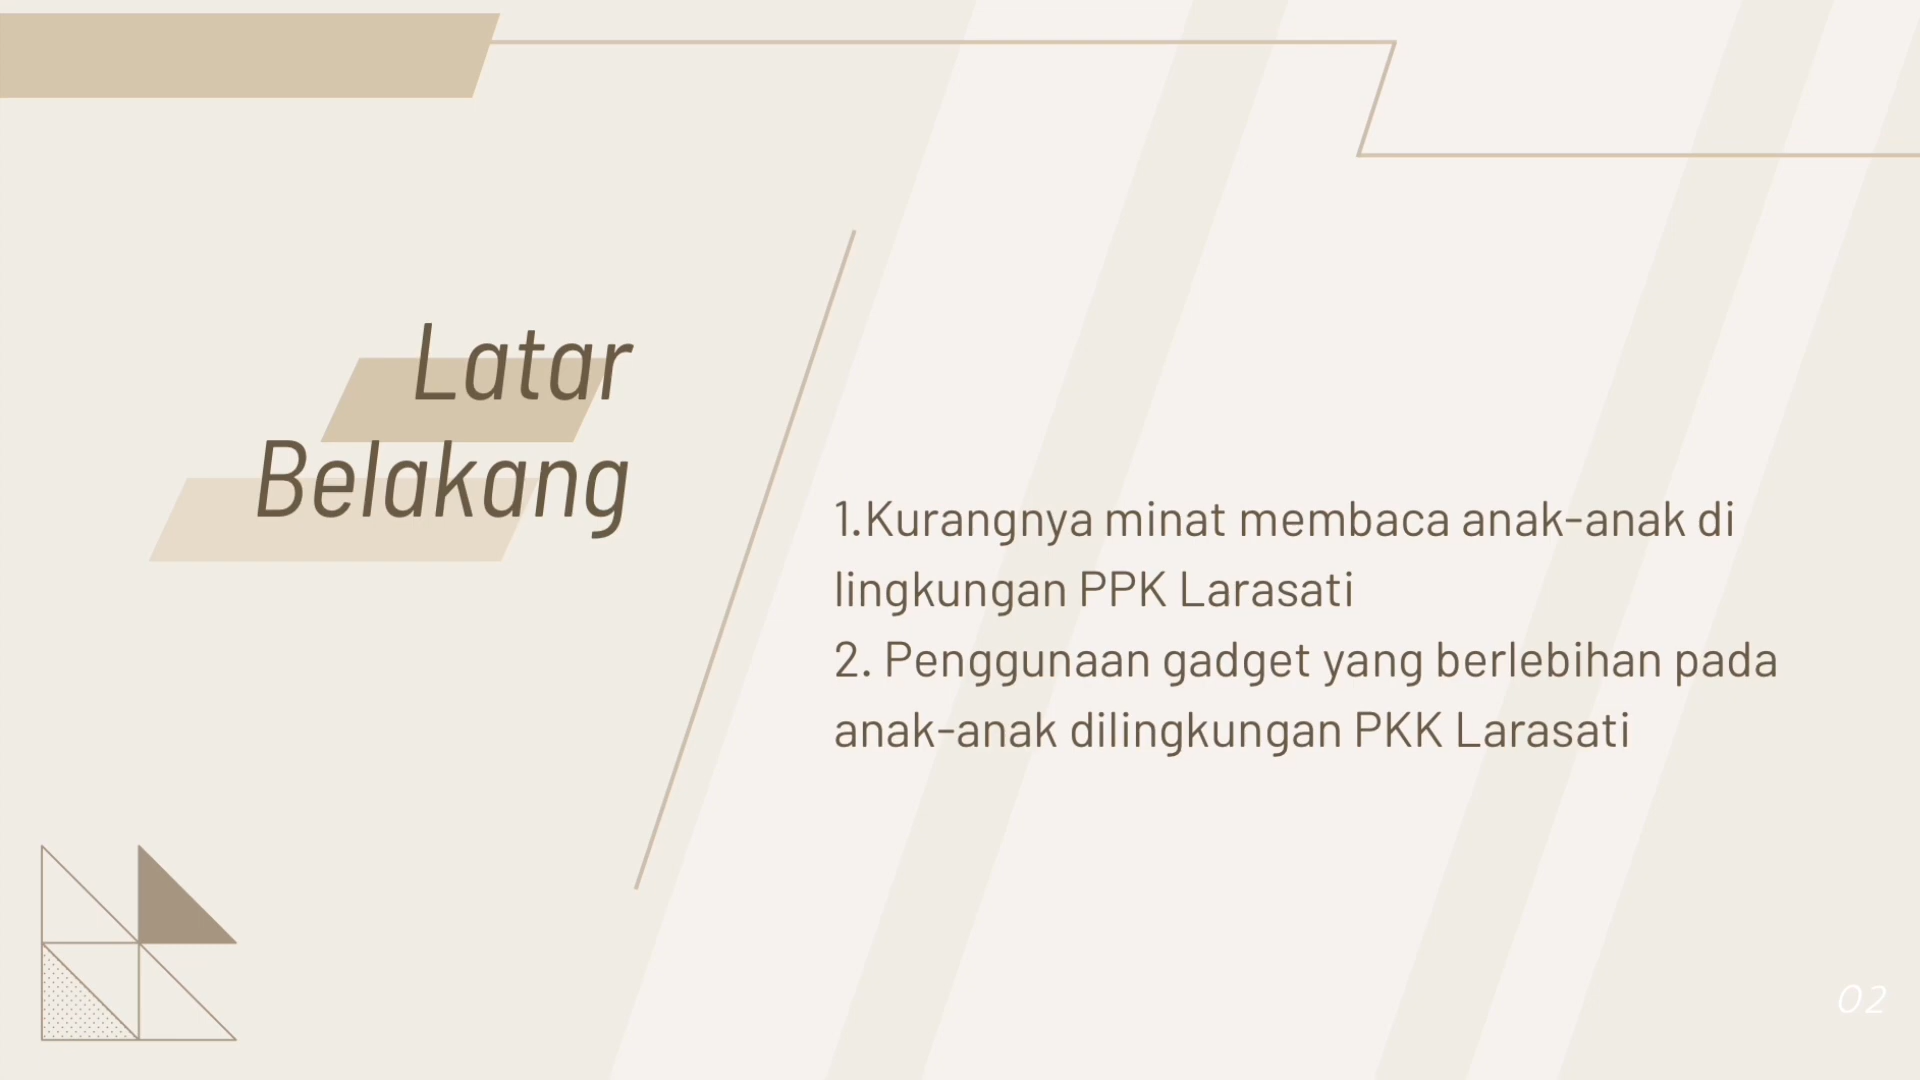 Latar
Belakang
1.Kurangnya minat membaca anak-anak di
lingkungan PPK Larasati
2. Penggunaan gadget yang berlebihan pada
anak-anak dilingkungan PKK Larasati
02